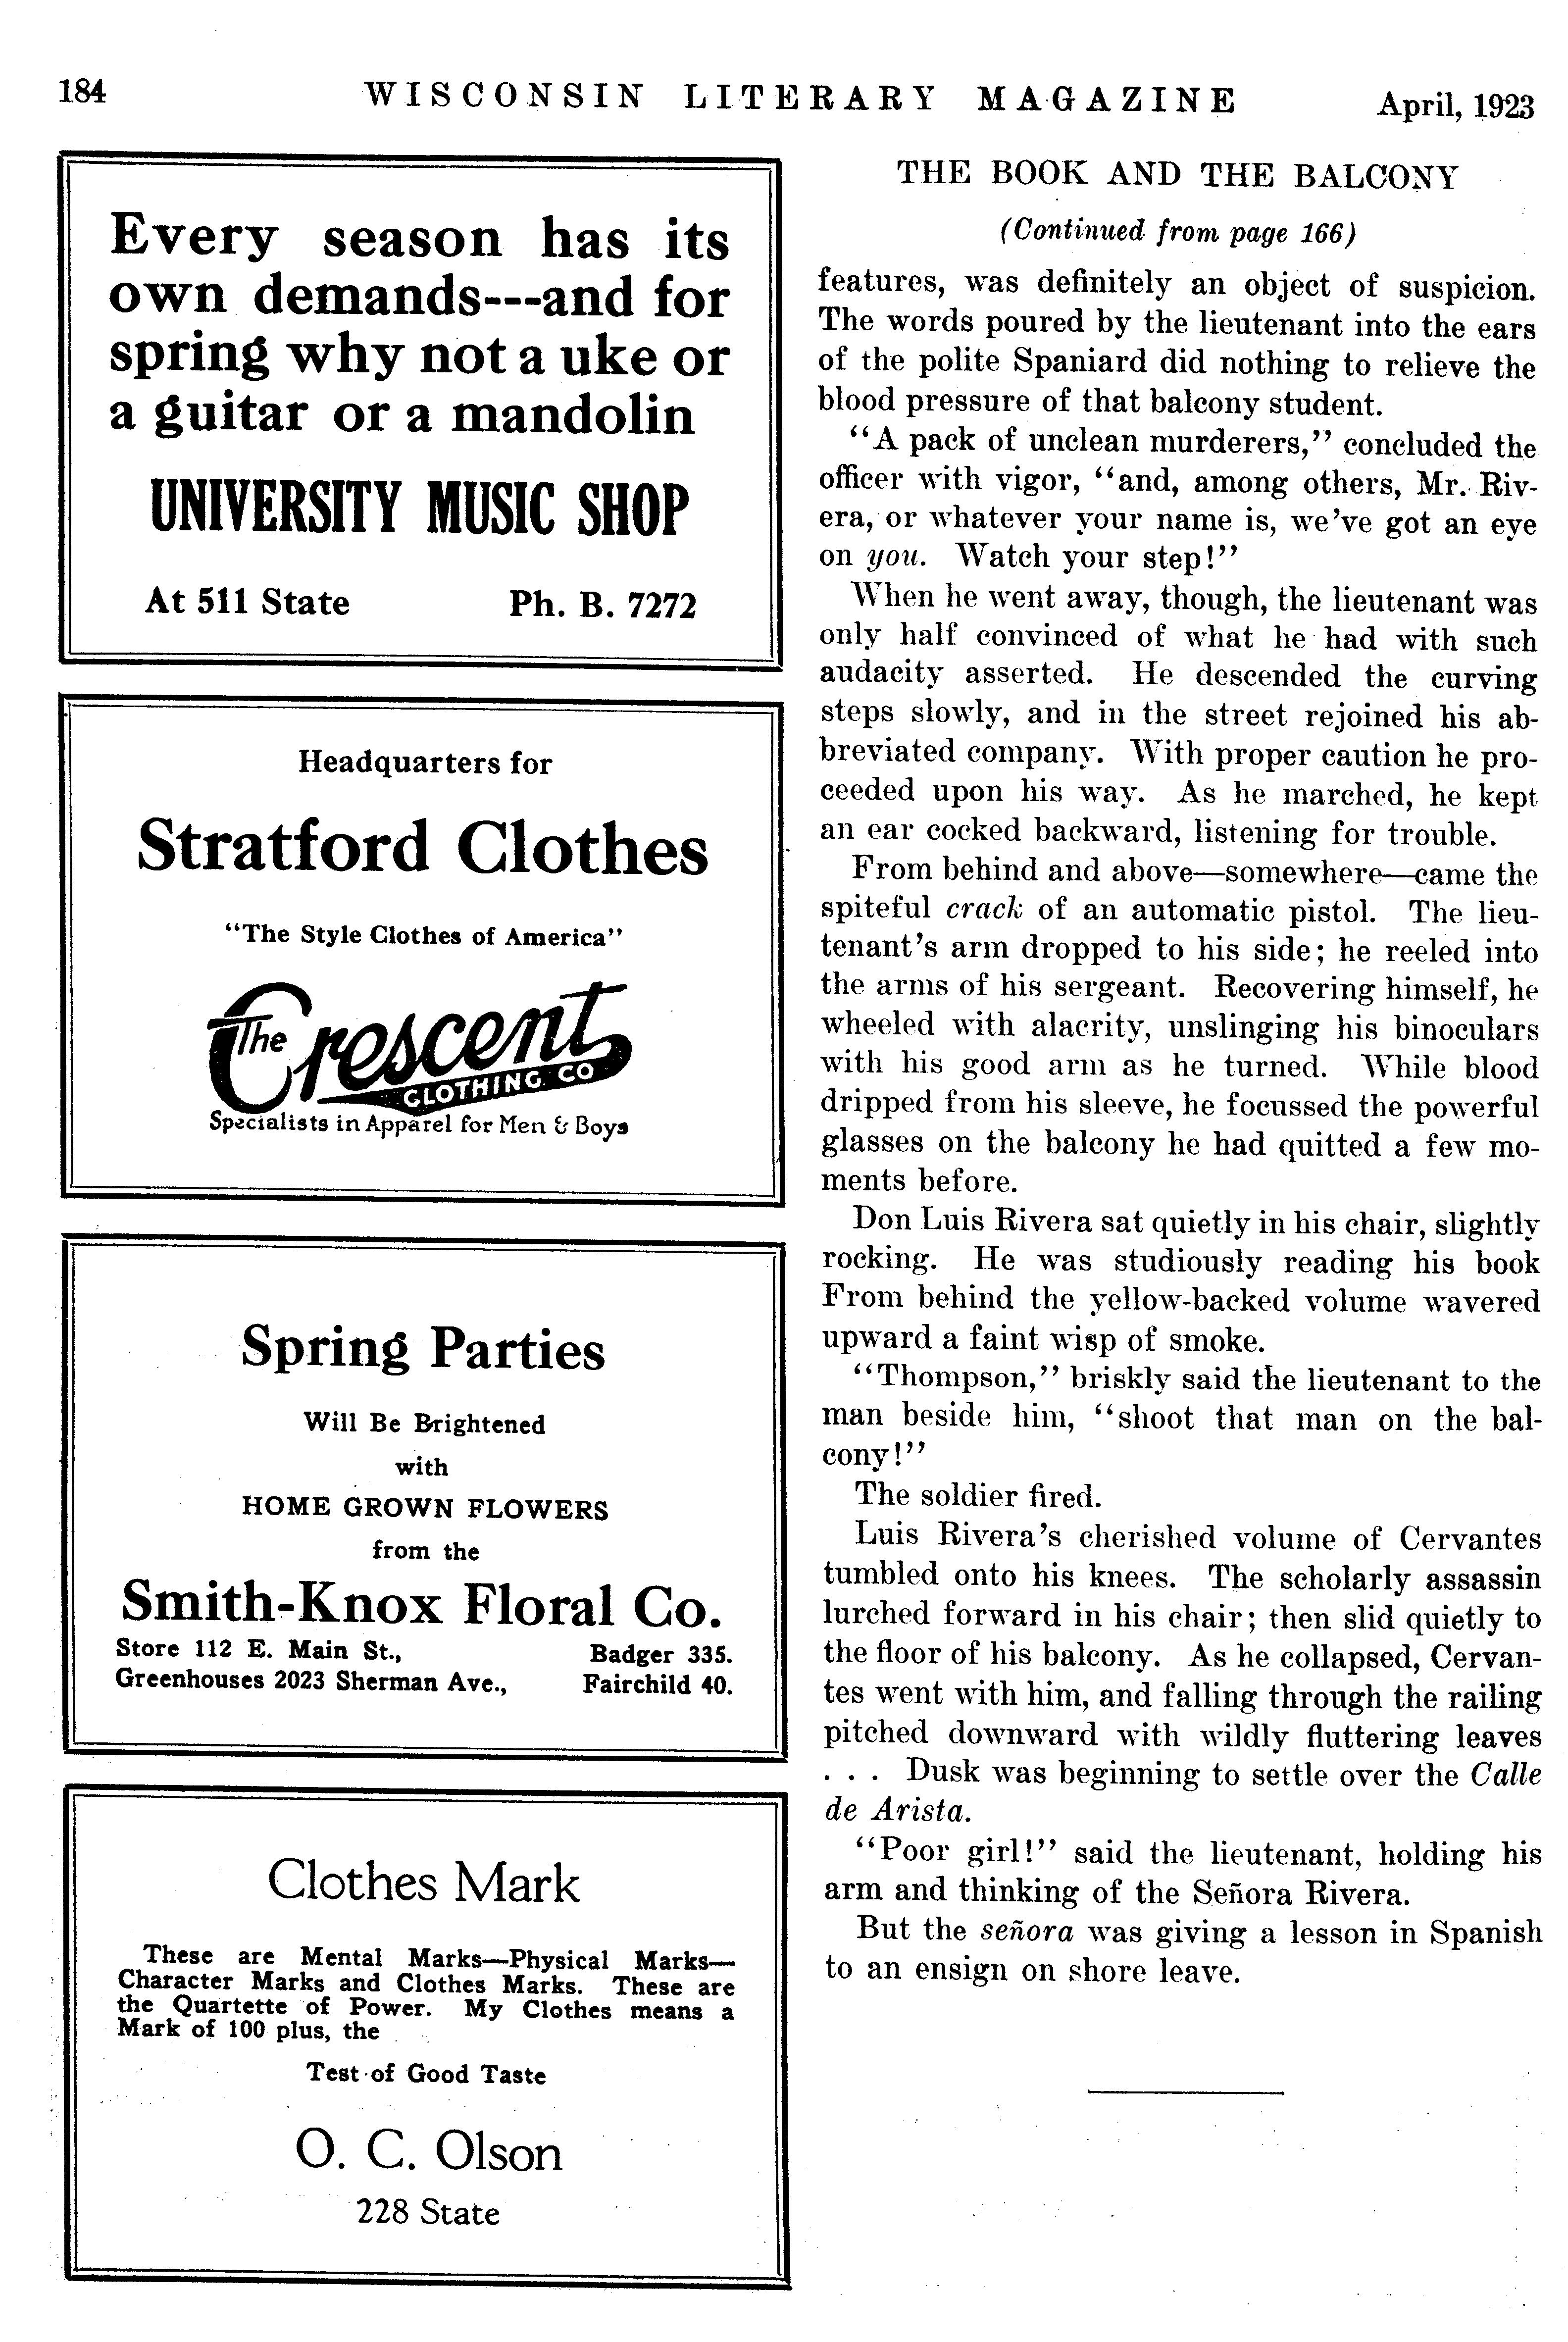 184
WISCONSIN LITERARY MAGAZINE
April, 1923
Every season has its
own demands---and for
spring why not a uke or
a guitar or a mandolin
UNIVERSITY MUSIC SHOP
At 511 State Ph. B. 7272
Headquarters for
Stratford Clothes
"The Style Clothes of America"
The Crescent
CLOTHING CO
Specialists in Apparel for Men & Boys
Spring Parties
Will Be Brightened
with
HOME GROWN FLOWERS
from the
Smith-Knox Floral Co.
Store 112 E. Main St., Badger 335.
Greenhouses 2023 Sherman Ave., Fairchild 40.
Clothes Mark
These are Mental Marks—Physical Marks—
Character Marks and Clothes Marks. These are
the Quartette of Power. My Clothes means a
Mark of 100 plus, the
Test of Good Taste
O. C. Olson
228 State
THE BOOK AND THE BALCONY
(Continued from page 166)
features, was definitely an object of suspicion.
The words poured by the lieutenant into the ears
of the polite Spaniard did nothing to relieve the
blood pressure of that balcony student.
"A pack of unclean murderers," concluded the
officer with vigor, "and, among others, Mr. Riv-
era, or whatever your name is, we've got an eye
on you. Watch your step!"
When he went away, though, the lieutenant was
only half convinced of what he had with such
audacity asserted. He descended the curving
steps slowly, and in the street rejoined his ab-
breviated company. With proper caution he pro-
ceeded upon his way. As he marched, he kept
an ear cocked backward, listening for trouble.
From behind and above—somewhere—came the
spiteful crack of an automatic pistol. The lieu-
tenant's arm dropped to his side; he reeled into
the arms of his sergeant. Recovering himself, he
wheeled with alacrity, unslinging his binoculars
with his good arm as he turned. While blood
dripped from his sleeve, he focussed the powerful
glasses on the balcony he had quitted a few mo-
ments before.
Don Luis Rivera sat quietly in his chair, slightly
rocking. He was studiously reading his book
From behind the yellow-backed volume wavered
upward a faint wisp of smoke.
"Thompson," briskly said the lieutenant to the
man beside him, "shoot that man on the bal-
cony!"
The soldier fired.
Luis Rivera's cherished volume of Cervantes
tumbled onto his knees. The scholarly assassin
lurched forward in his chair; then slid quietly to
the floor of his balcony. As he collapsed, Cervan-
tes went with him, and falling through the railing
pitched downward with wildly fluttering leaves
. . . Dusk was beginning to settle over the Calle
de Arista.
"Poor girl!" said the lieutenant, holding his
arm and thinking of the Señora Rivera.
But the señora was giving a lesson in Spanish
to an ensign on shore leave.